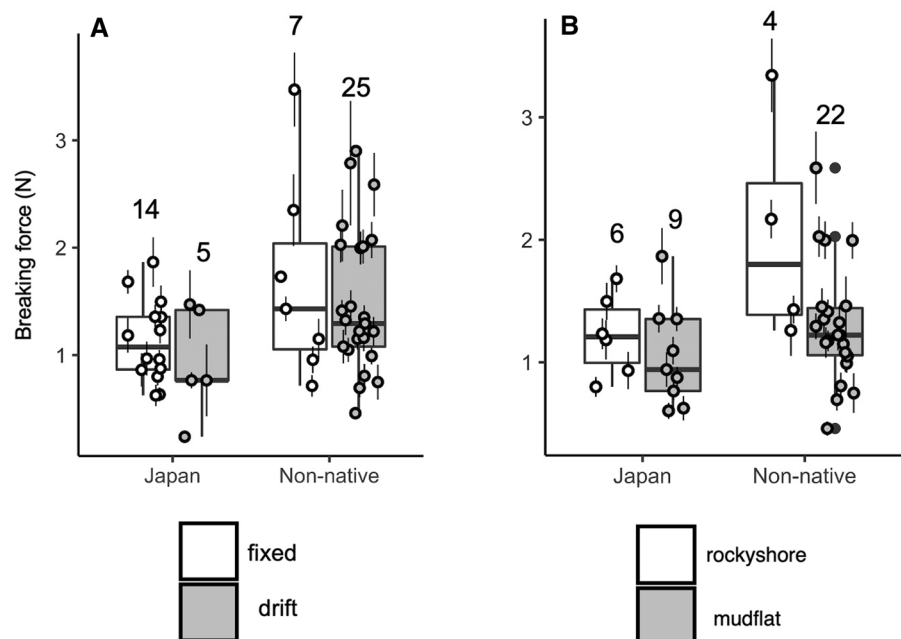 A
7
25
14
5
3
2
1
Breaking force (N)
Japan
Non-native
fixed
drift
B
4
22
6
9
3
2
1
Japan
Non-native
rockyshore
mudflat